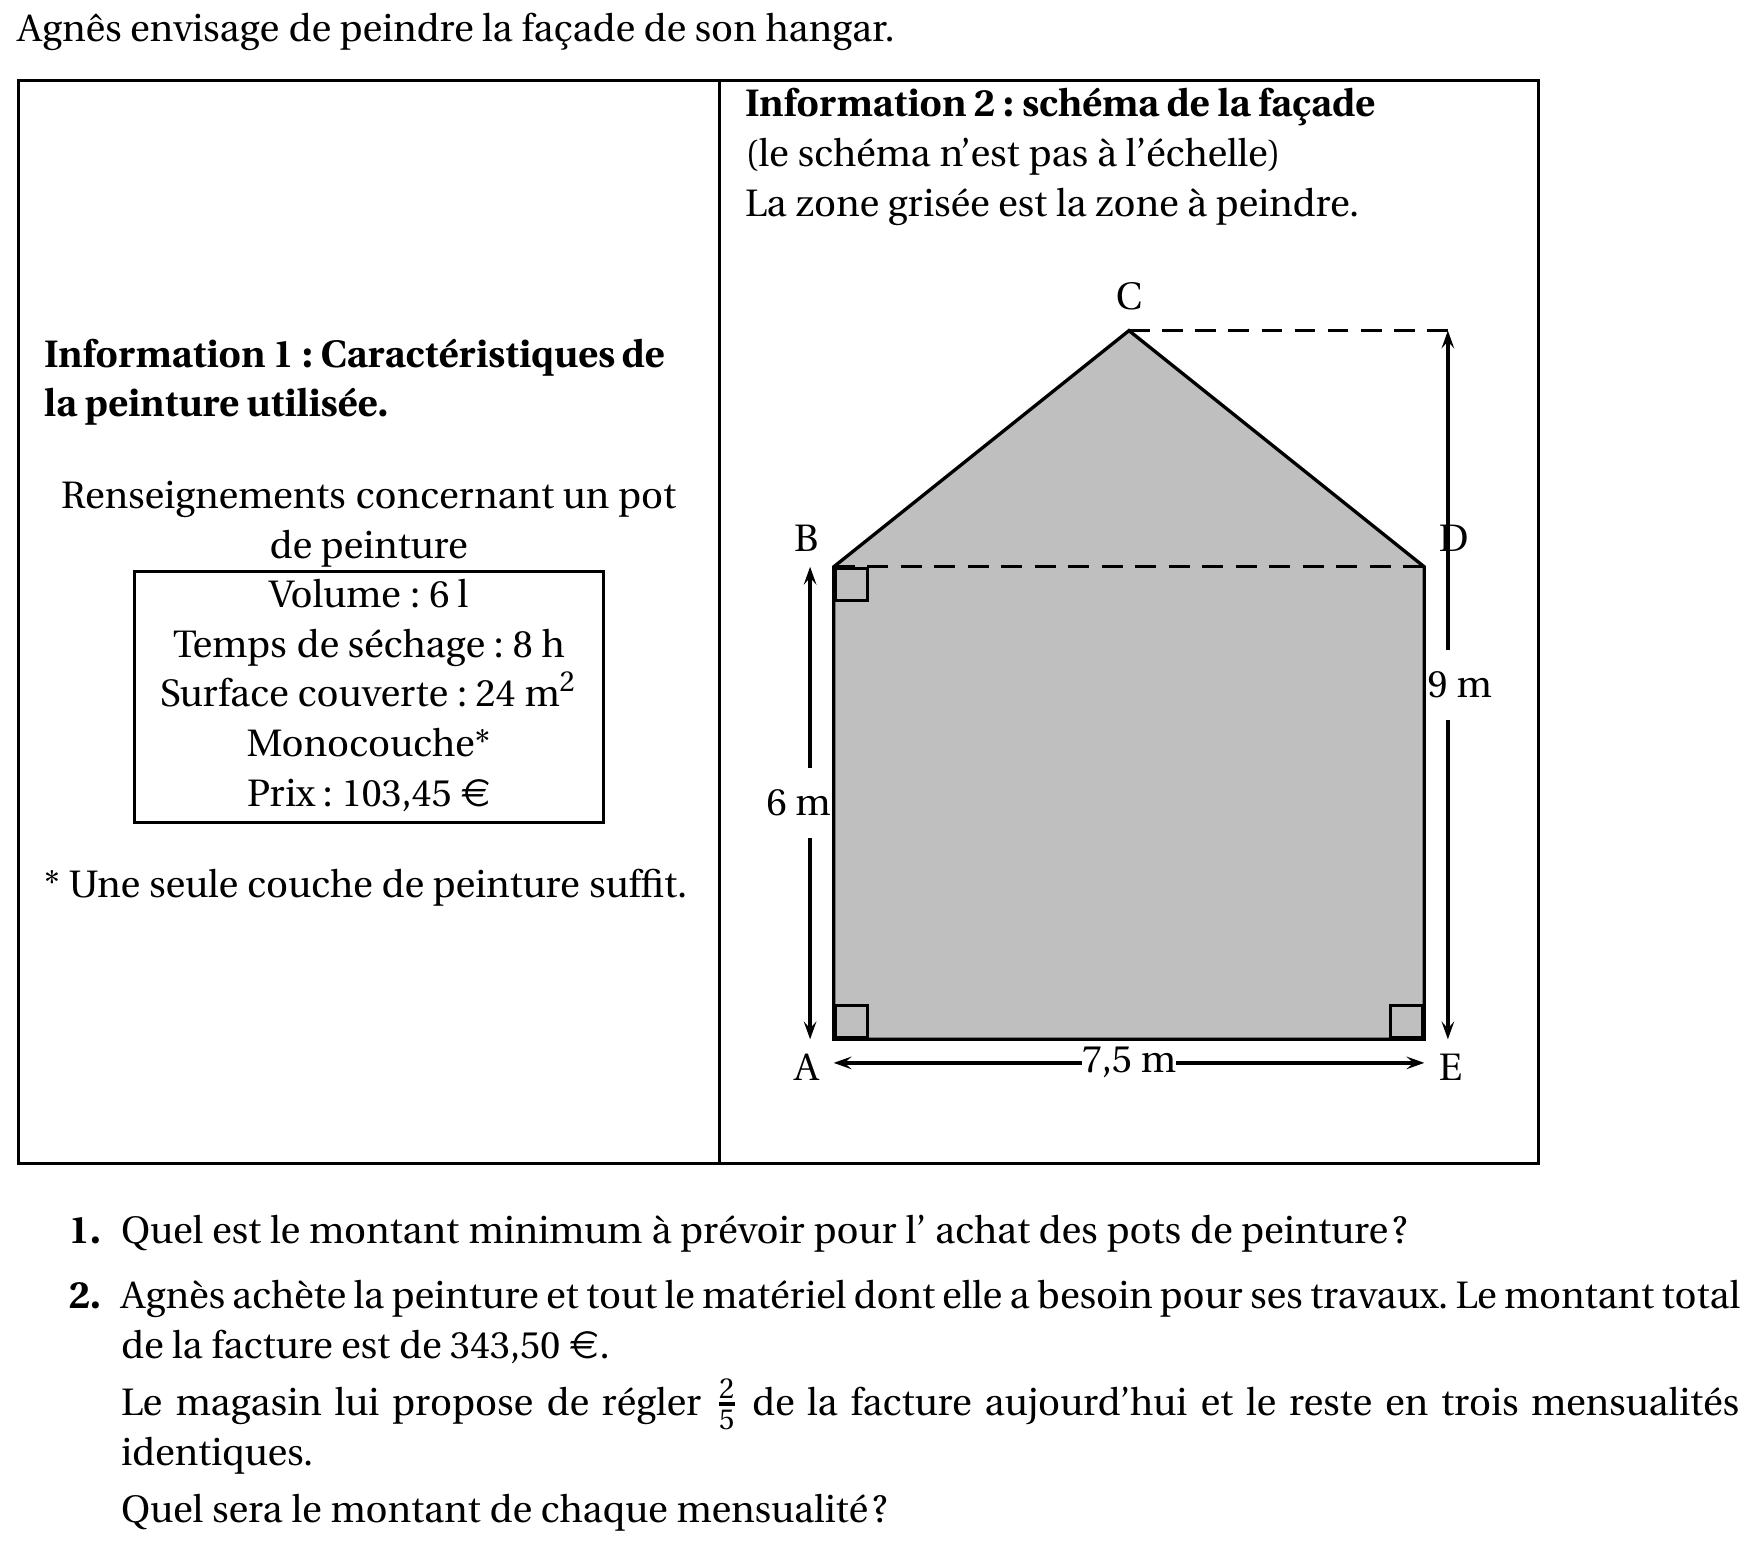 Agnês envisage de peindre la façade de son hangar.
Information 1 : Caractéristiques de
la peinture utilisée.
Renseignements concernant un pot
de peinture
Volume : 6 l
Temps de séchage : 8 h
Surface couverte : 24 m²
Monocouche*
Prix : 103,45 €
* Une seule couche de peinture suffit.
Information 2 : schéma de la façade
(le schéma n'est pas à l'échelle)
La zone grisée est la zone à peindre.
C
B
D
9 m
6 m
A
7,5 m
E
1. Quel est le montant minimum à prévoir pour l' achat des pots de peinture ?
2. Agnès achète la peinture et tout le matériel dont elle a besoin pour ses travaux. Le montant total
de la facture est de 343,50 €.
Le magasin lui propose de régler 2/5 de la facture aujourd'hui et le reste en trois mensualités
identiques.
Quel sera le montant de chaque mensualité ?